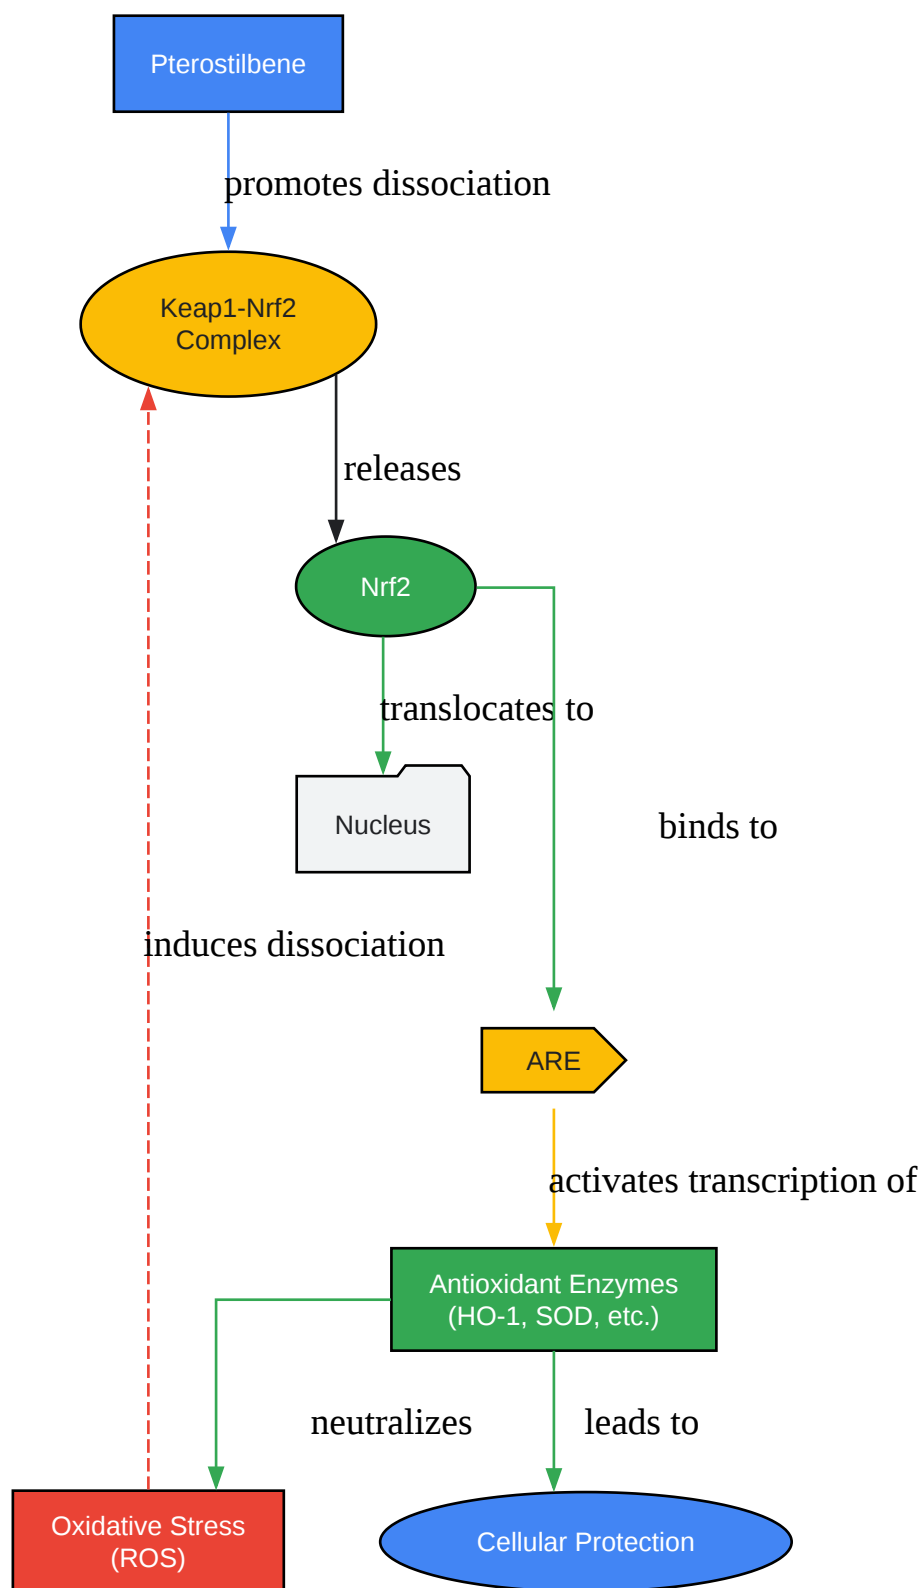 Pterostilbene
promotes dissociation
Keap1-Nrf2
Complex
releases
Nrf2
translocates to
Nucleus
binds to
induces dissociation
ARE
activates transcription of
Antioxidant Enzymes
(HO-1, SOD, etc.)
neutralizes
leads to
Oxidative Stress
(ROS)
Cellular Protection